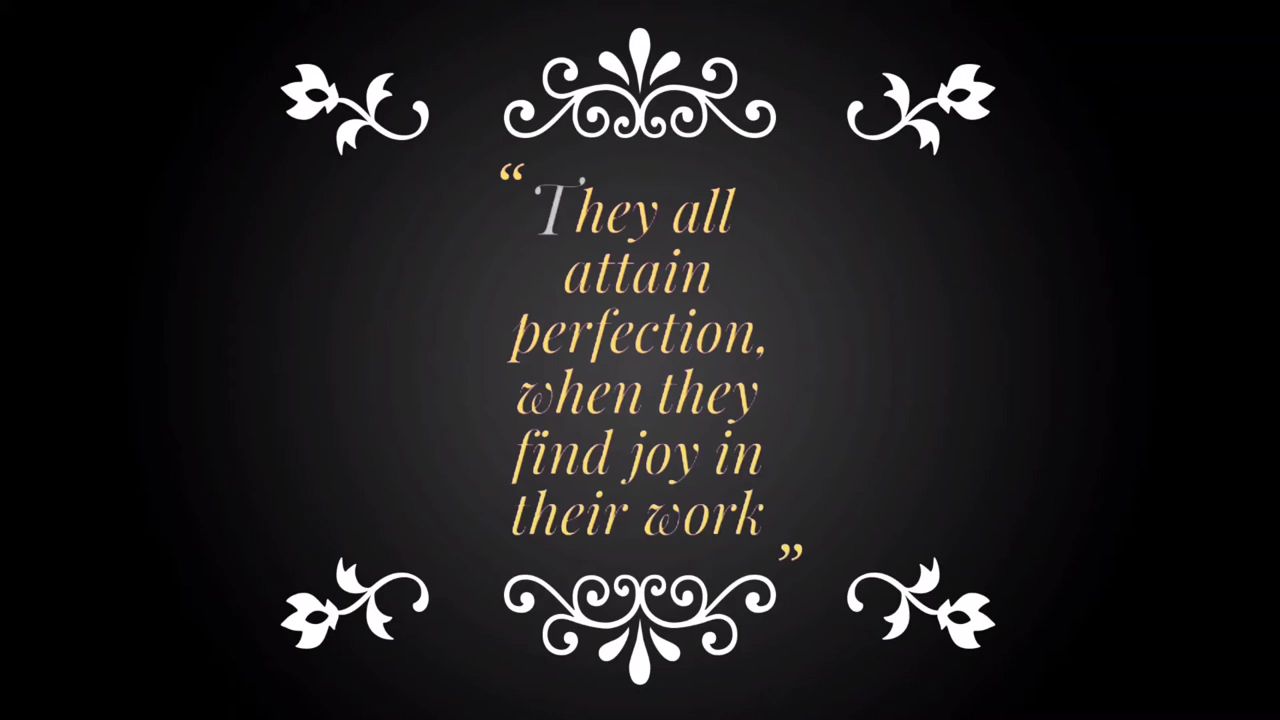 “They all
attain
perfection,
when they
find joy in
their work”